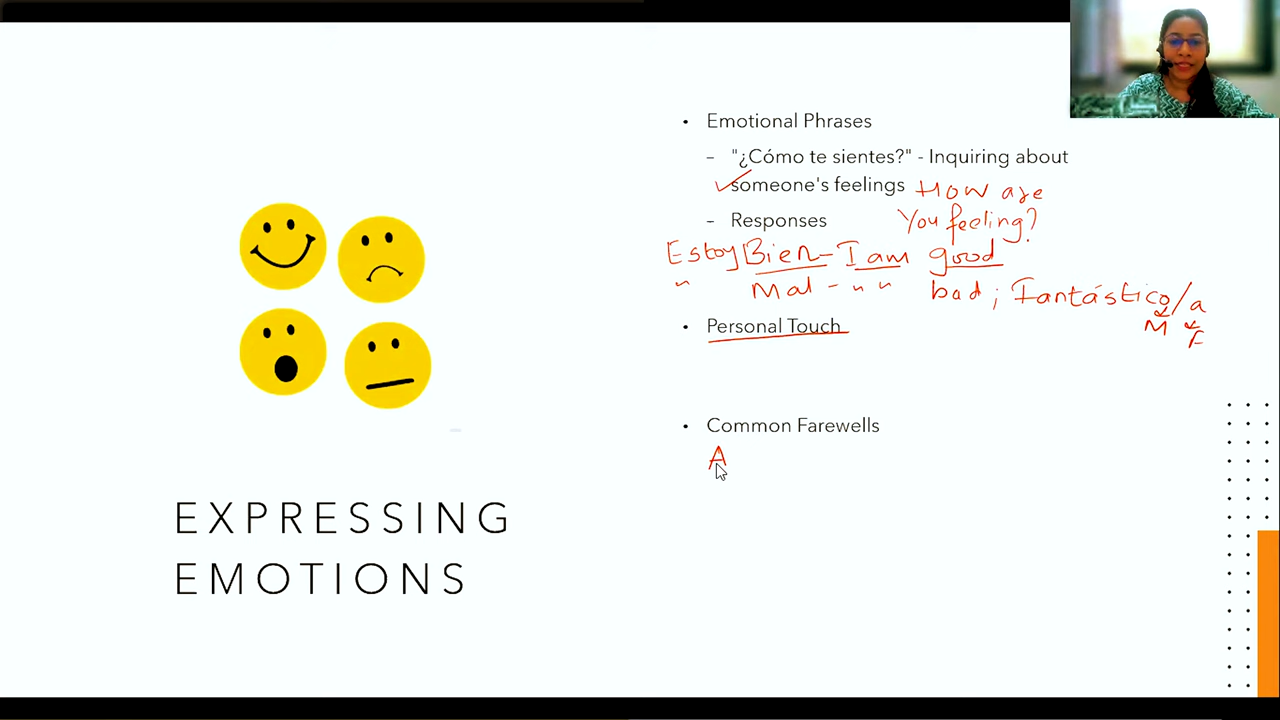 • Emotional Phrases
– "¿Cómo te sientes?" - Inquiring about
someone's feelings How are
– Responses You feeling?
Estoy Bien - I am good
" Mal - " " bad; Fantástico/a
M F
• Personal Touch
• Common Farewells
A
EXPRESSING
EMOTIONS